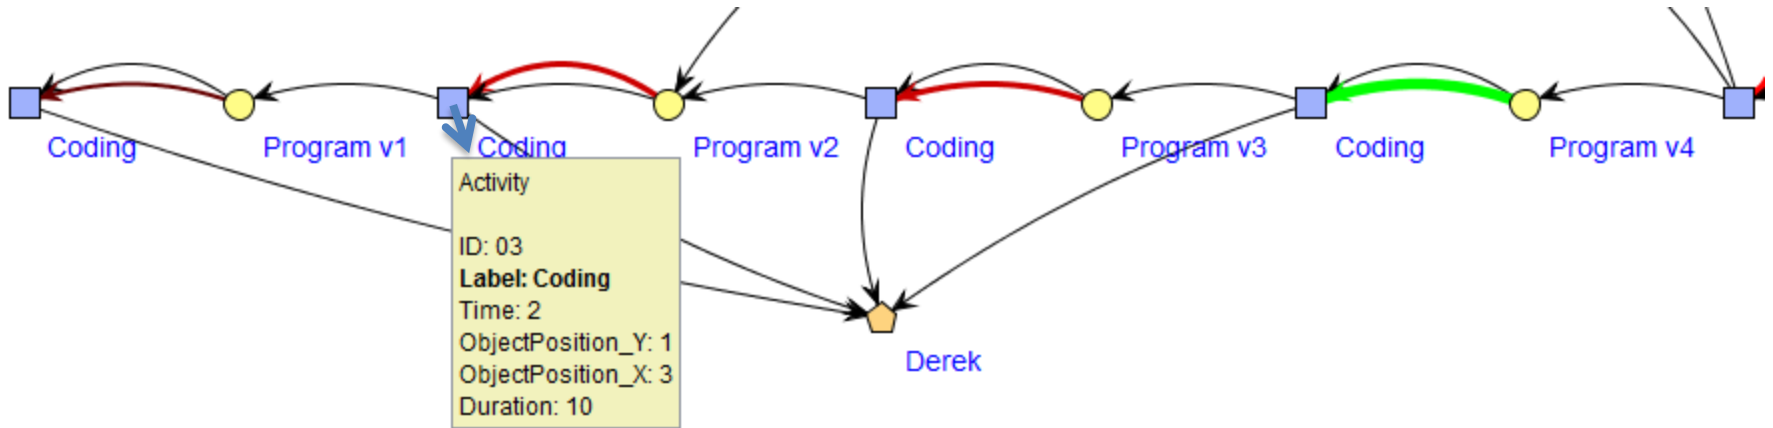 Coding
Program v1
Coding
Program v2
Coding
Program v3
Coding
Program v4
Activity
ID: 03
Label: Coding
Time: 2
ObjectPosition_Y: 1
ObjectPosition_X: 3
Duration: 10
Derek